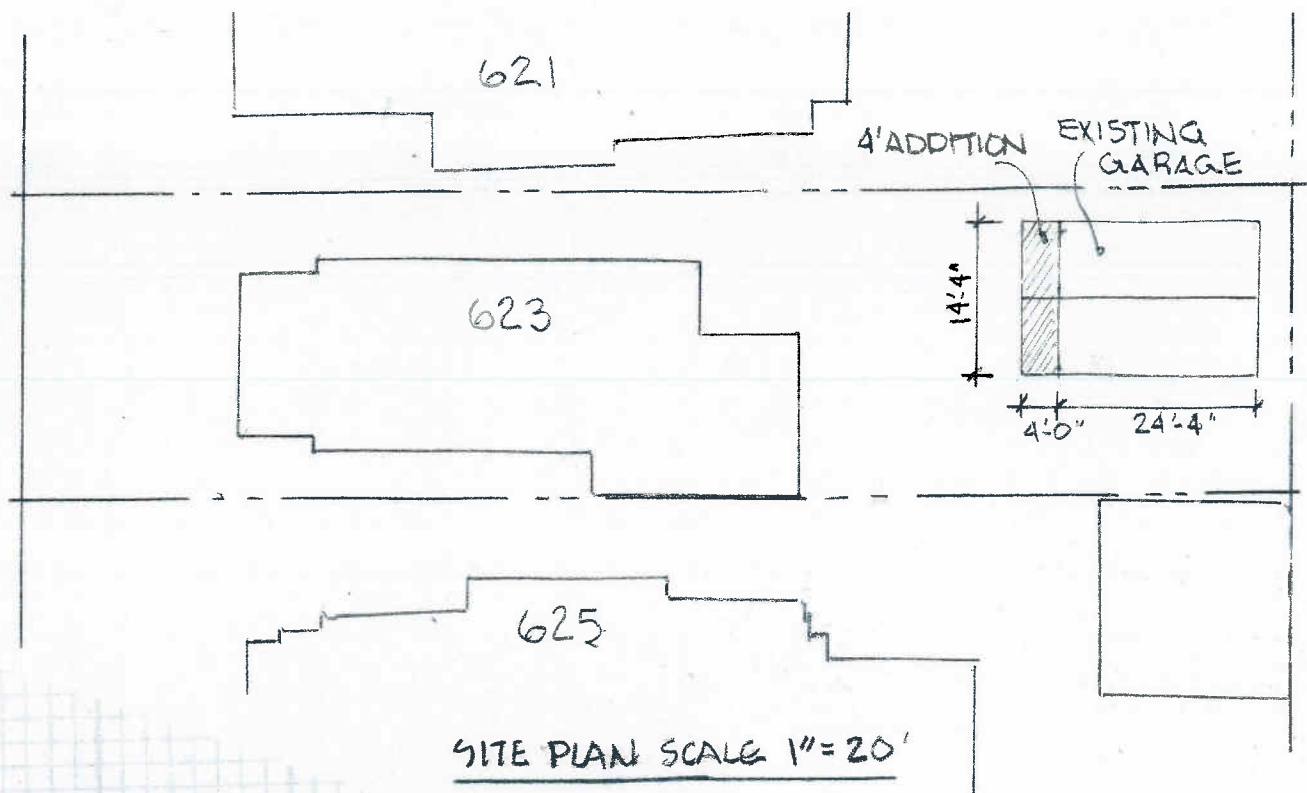 621
4' ADDITION
EXISTING
GARAGE
623
14'-4"
4'-0"
24'-4"
625
SITE PLAN SCALE 1"=20'